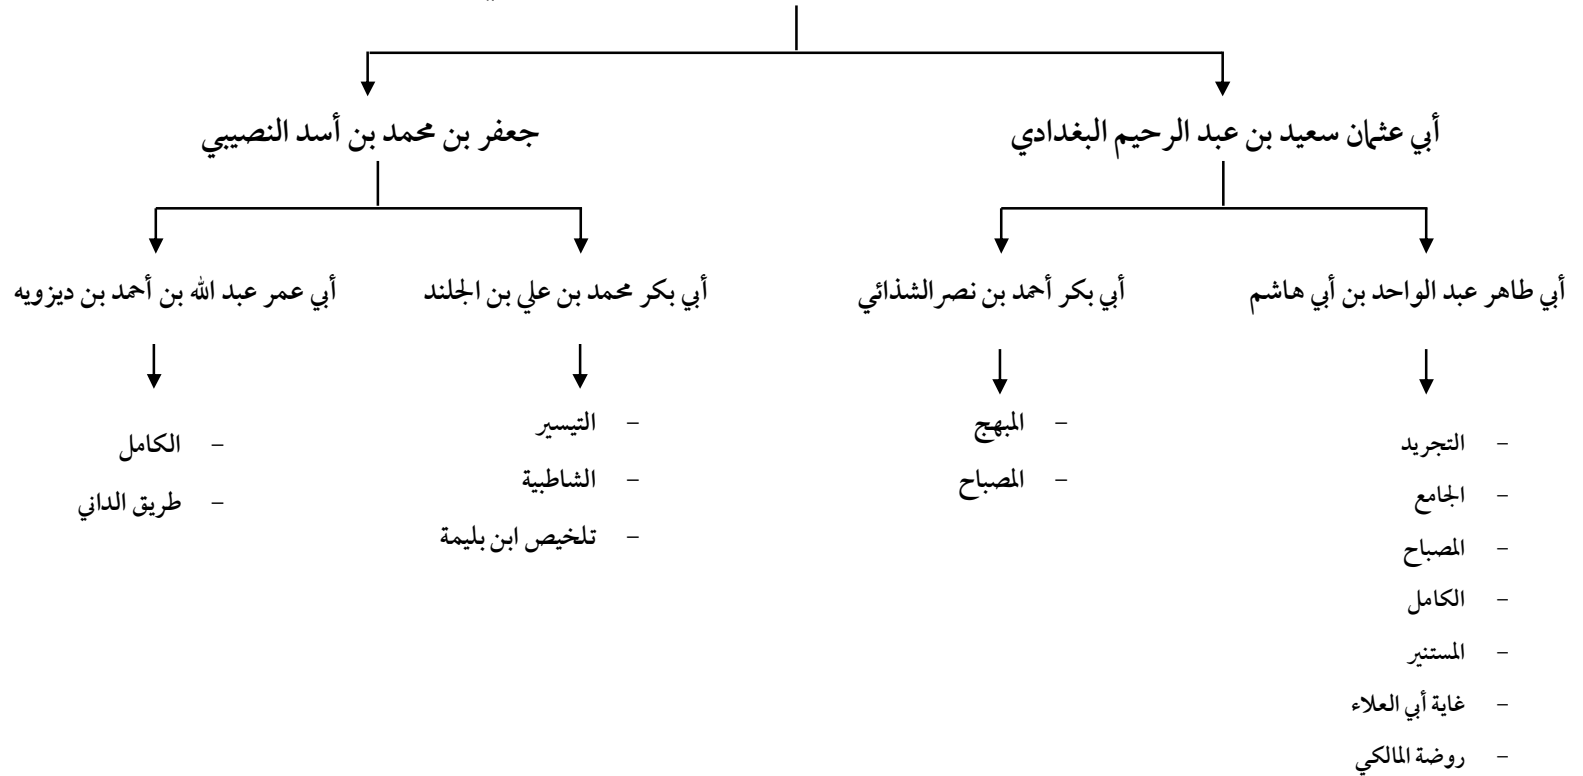 أبي عثمان سعيد بن عبد الرحيم البغدادي
جعفر بن محمد بن أسد النصيبي
أبي طاهر عبد الواحد بن أبي هاشم
أبي بكر أحمد بن نصر الشذائي
أبي بكر محمد بن علي بن الجلند
أبي عمر عبد الله بن أحمد بن ديزويه
- التجريد
- الجامع
- المصباح
- الكامل
- المستنير
- غاية أبي العلاء
- روضة المالكي
- المبهج
- المصباح
- التيسير
- الشاطبية
- تلخيص ابن بليمة
- الكامل
- طريق الداني